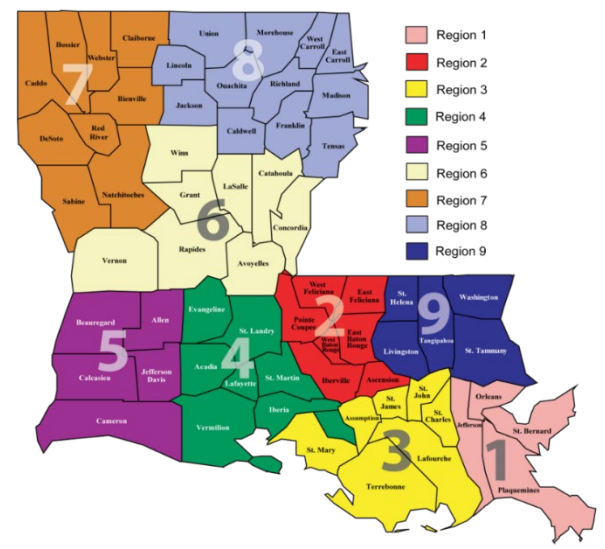 Claiborne
Union
Morehouse
West
Carroll
East
Carroll
Bossier
Webster
Lincoln
8
7
Caddo
Ouachita
Richland
Madison
Bienville
Jackson
Caldwell
Franklin
DeSoto
Red
River
Tensas
Winn
Catahoula
LaSalle
Grant
Natchitoches
Sabine
6
Concordia
Rapides
Vernon
Avoyelles
Region 1
Region 2
Region 3
Region 4
Region 5
Region 6
Region 7
Region 8
Region 9
West
Feliciana
East
Feliciana
St.
Helena
Washington
Evangeline
Beauregard
Allen
Pointe
Coupee
2
9
St. Landry
East
Baton
Rouge
West
Baton
Rouge
Tangipahoa
Livingston
St. Tammany
5
4
Acadia
Calcasieu
Jefferson
Davis
Lafayette
St. Martin
Iberville
Ascension
St.
John
St.
James
Orleans
Iberia
Assumption
St.
Charles
Jefferson
St. Bernard
Cameron
Vermilion
St. Mary
3
Lafourche
1
Terrebonne
Plaquemines